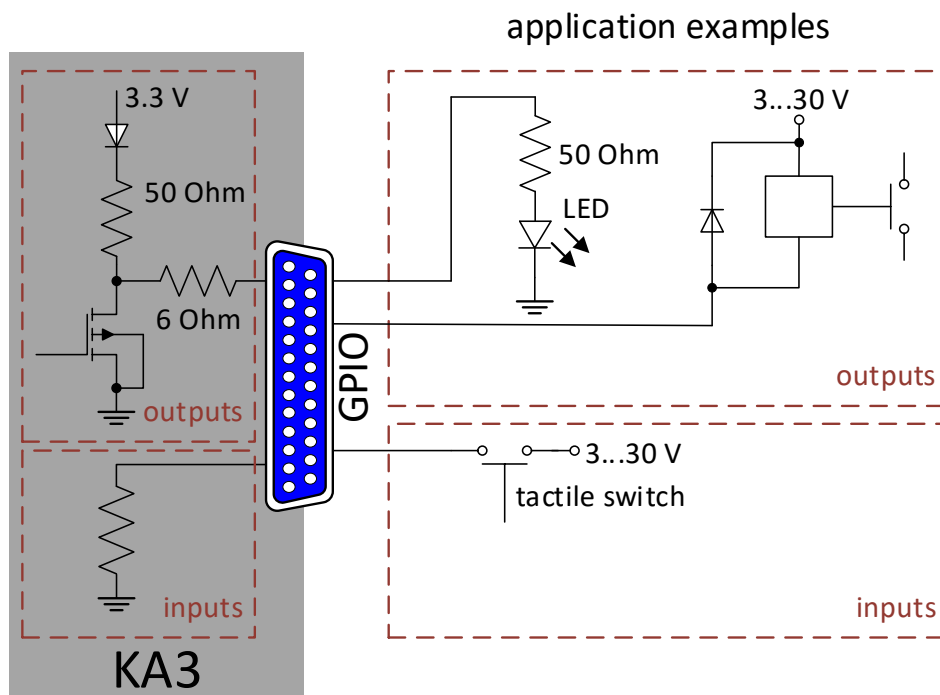 application examples
3.3 V
50 Ohm
6 Ohm
outputs
inputs
KA3
GPIO
50 Ohm
LED
3...30 V
outputs
3...30 V
tactile switch
inputs